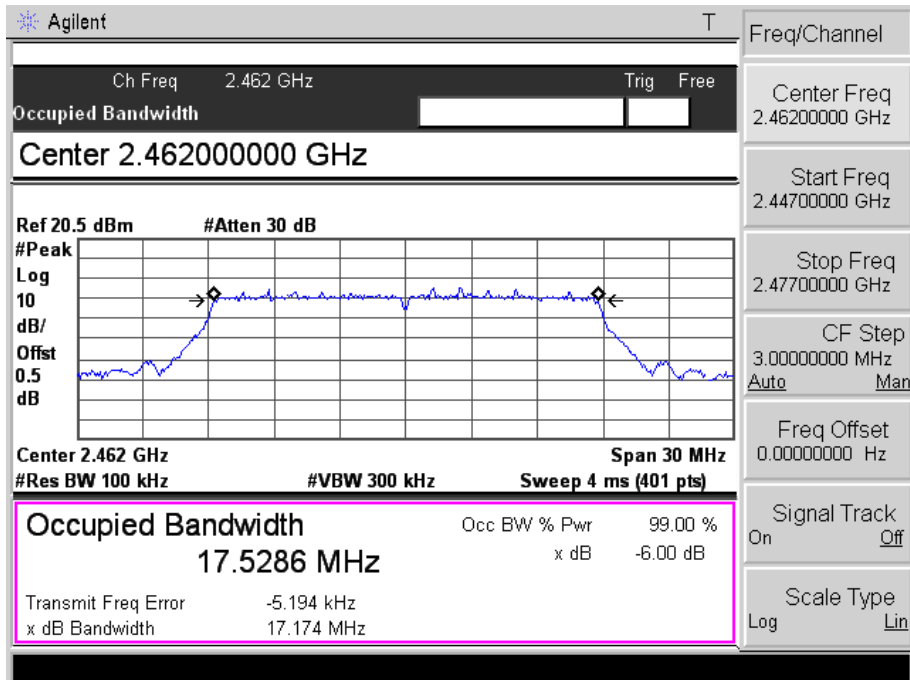 Agilent T
Freq/Channel
Ch Freq 2.462 GHz Trig Free
Occupied Bandwidth
Center 2.462000000 GHz
Ref 20.5 dBm #Atten 30 dB
#Peak
Log
10
dB/
Offst
0.5
dB
Center 2.462 GHz Span 30 MHz
#Res BW 100 kHz #VBW 300 kHz Sweep 4 ms (401 pts)
Occupied Bandwidth
17.5286 MHz
Occ BW % Pwr 99.00 %
x dB -6.00 dB
Transmit Freq Error -5.194 kHz
x dB Bandwidth 17.174 MHz
Center Freq
2.46200000 GHz
Start Freq
2.44700000 GHz
Stop Freq
2.47700000 GHz
CF Step
3.00000000 MHz
Auto Man
Freq Offset
0.00000000 Hz
Signal Track
On Off
Scale Type
Log Lin